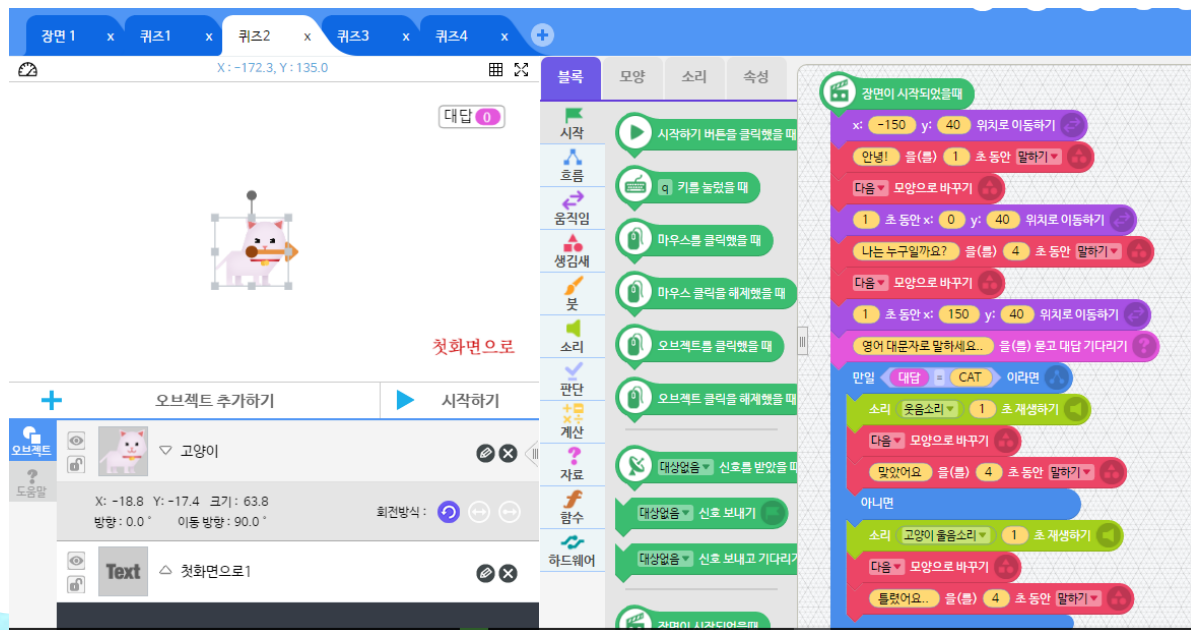 장면 1 x 퀴즈1 x 퀴즈2 x 퀴즈3 x 퀴즈4 x
X : -172.3, Y : 135.0
대답 0
첫화면으로
오브젝트 추가하기
시작하기
오브젝트
도움말
고양이
X: -18.8 Y: -17.4 크기: 63.8
방향: 0.0˚ 이동 방향: 90.0˚
회전방식:
Text 첫화면으로1
블록 모양 소리 속성
시작
흐름
움직임
생김새
붓
소리
판단
계산
자료
함수
하드웨어
시작하기 버튼을 클릭했을 때
q 키를 눌렀을 때
마우스를 클릭했을 때
마우스 클릭을 해제했을 때
오브젝트를 클릭했을 때
오브젝트 클릭을 해제했을 때
대상없음 신호를 받았을 때
대상없음 신호 보내기
대상없음 신호 보내고 기다리기
장면이 시작되었을때
장면이 시작되었을때
x: -150 y: 40 위치로 이동하기
안녕! 을(를) 1 초 동안 말하기
다음 모양으로 바꾸기
1 초 동안 x: 0 y: 40 위치로 이동하기
나는 누구일까요? 을(를) 4 초 동안 말하기
다음 모양으로 바꾸기
1 초 동안 x: 150 y: 40 위치로 이동하기
영어 대문자로 말하세요.. 을(를) 묻고 대답 기다리기
만일 대답 = CAT 이라면
소리 웃음소리 1 초 재생하기
다음 모양으로 바꾸기
맞았어요 을(를) 4 초 동안 말하기
아니면
소리 고양이 울음소리 1 초 재생하기
다음 모양으로 바꾸기
틀렸어요.. 을(를) 4 초 동안 말하기